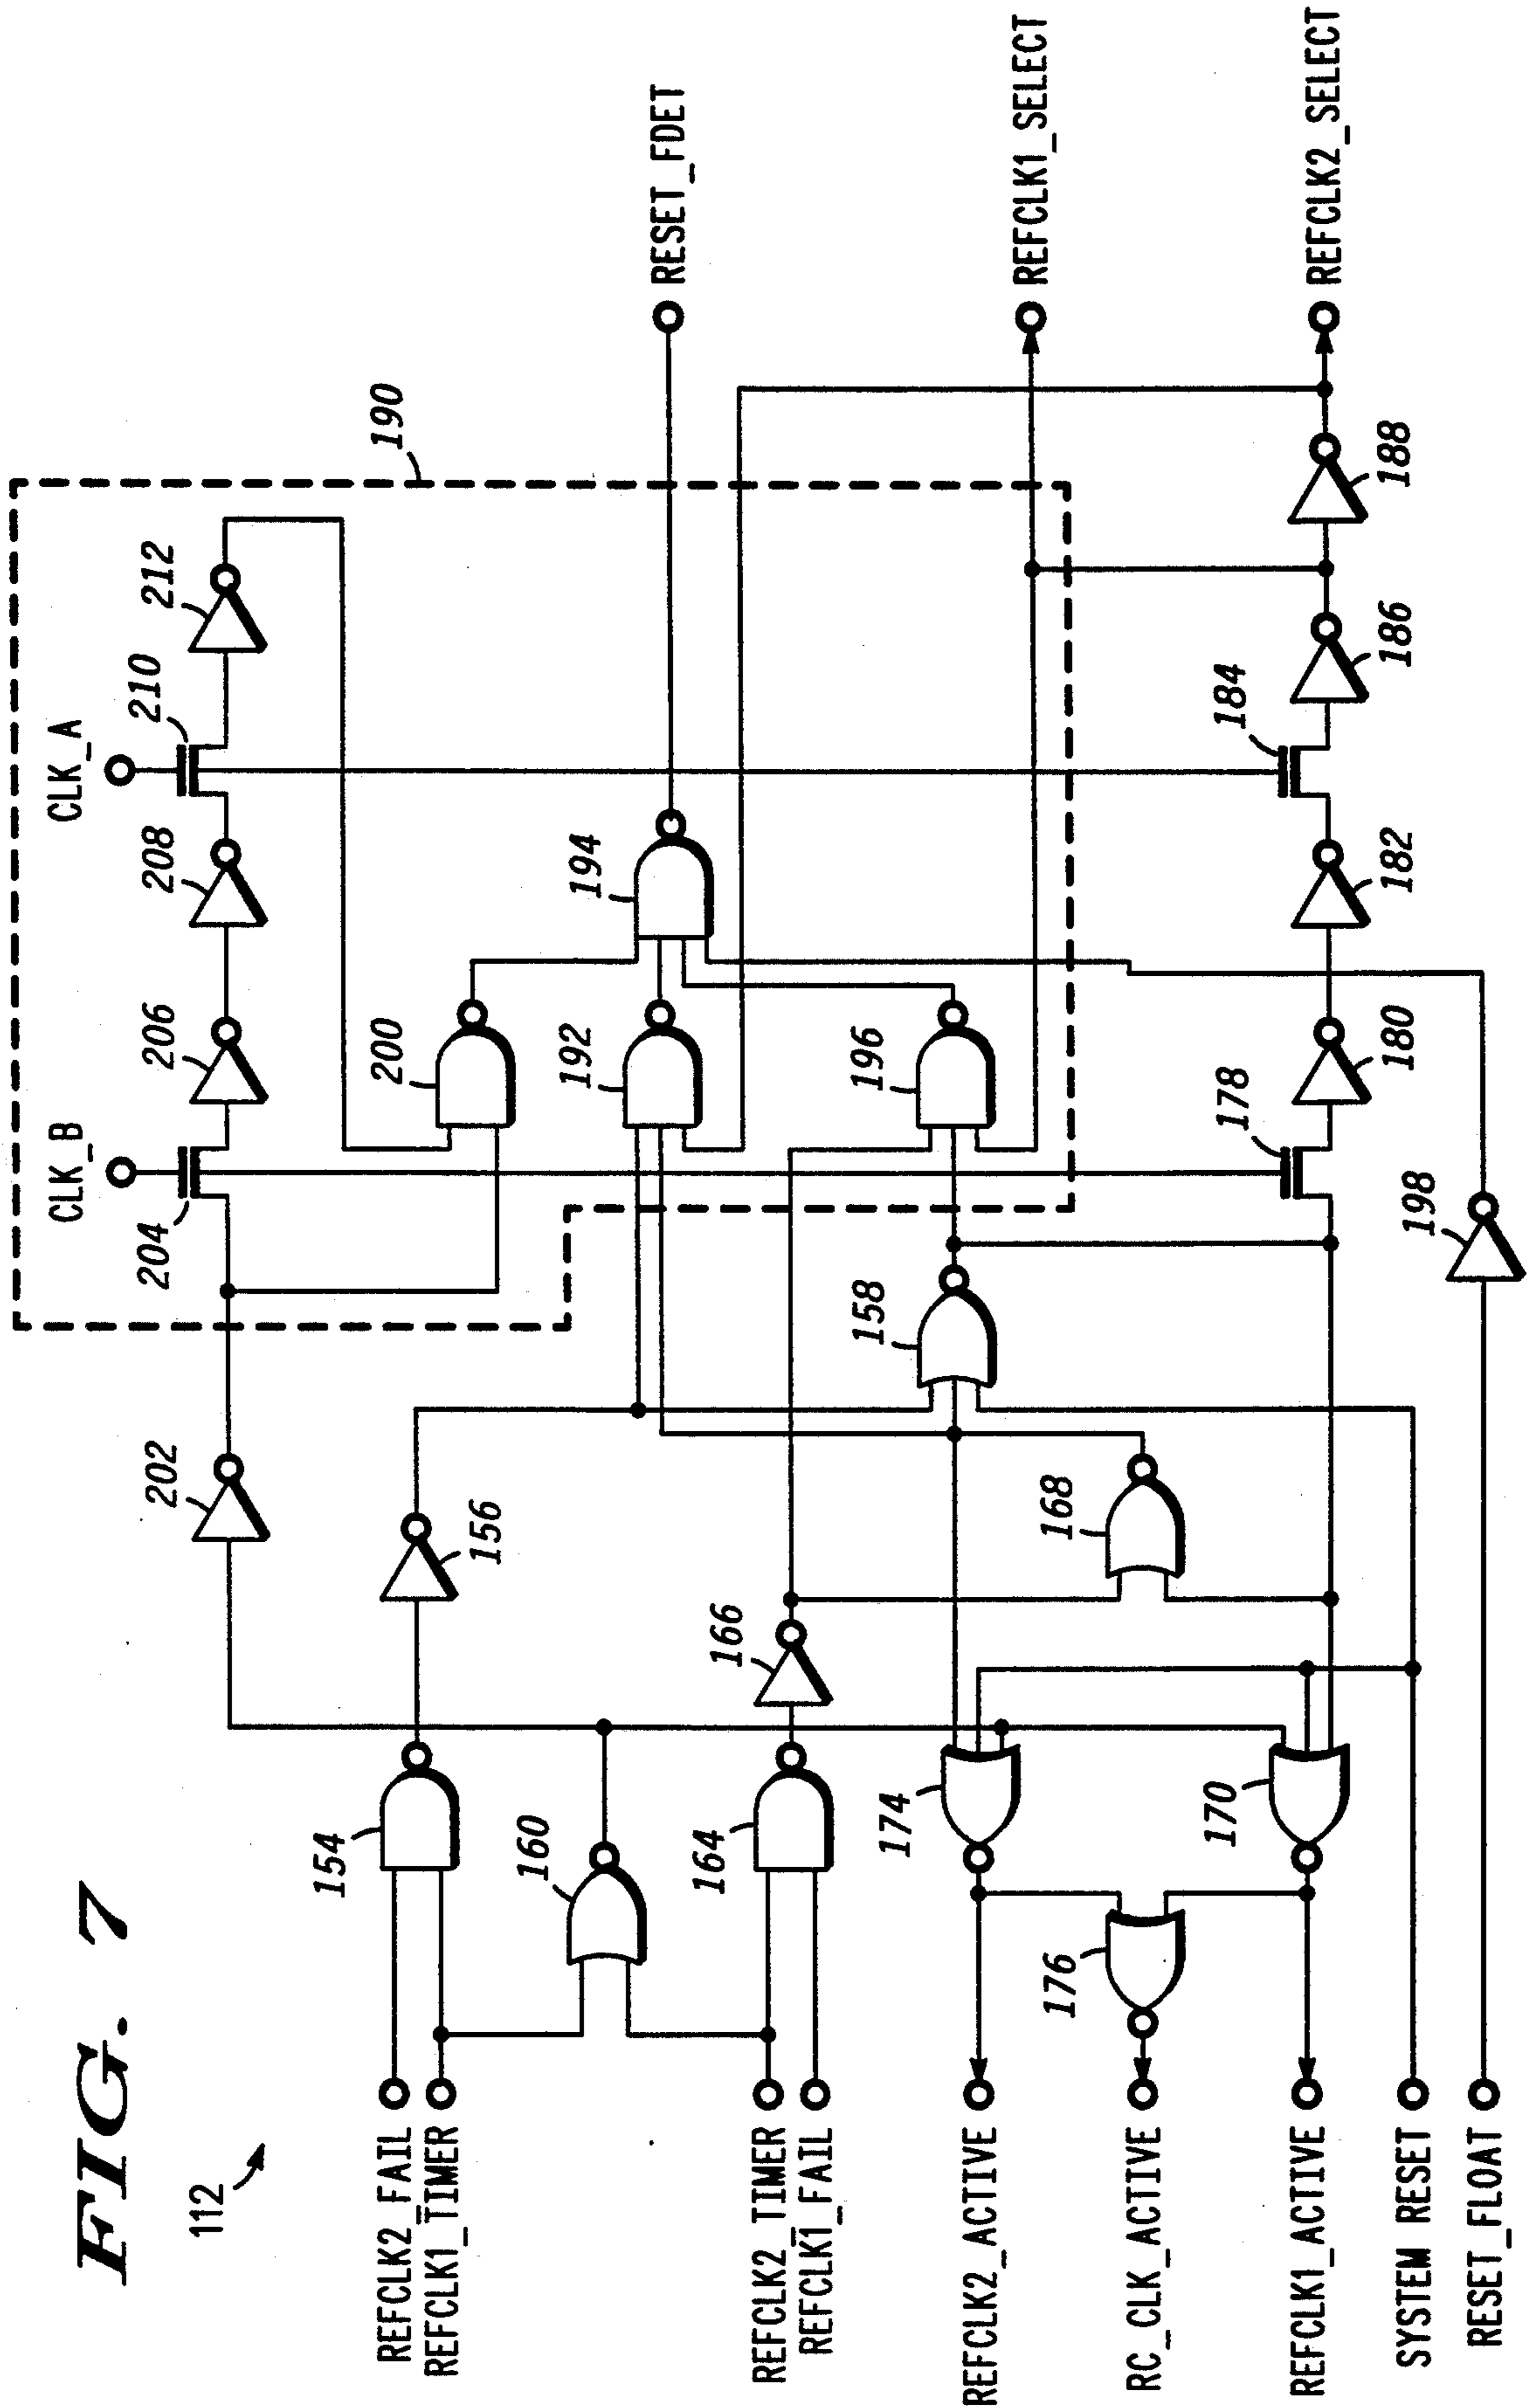 FIG. 7
112
CLK_B
CLK_A
190
202
204
206
208
210
212
RESET_FDET
REFCLK2_FAIL
REFCLK1_TIMER
154
156
200
192
194
160
REFCLK2_TIMER
REFCLK1_FAIL
164
166
158
196
REFCLK1_SELECT
REFCLK2_ACTIVE
174
168
RC_CLK_ACTIVE
176
REFCLK1_ACTIVE
170
178
180
182
184
186
188
REFCLK2_SELECT
SYSTEM RESET
RESET_FLOAT
198